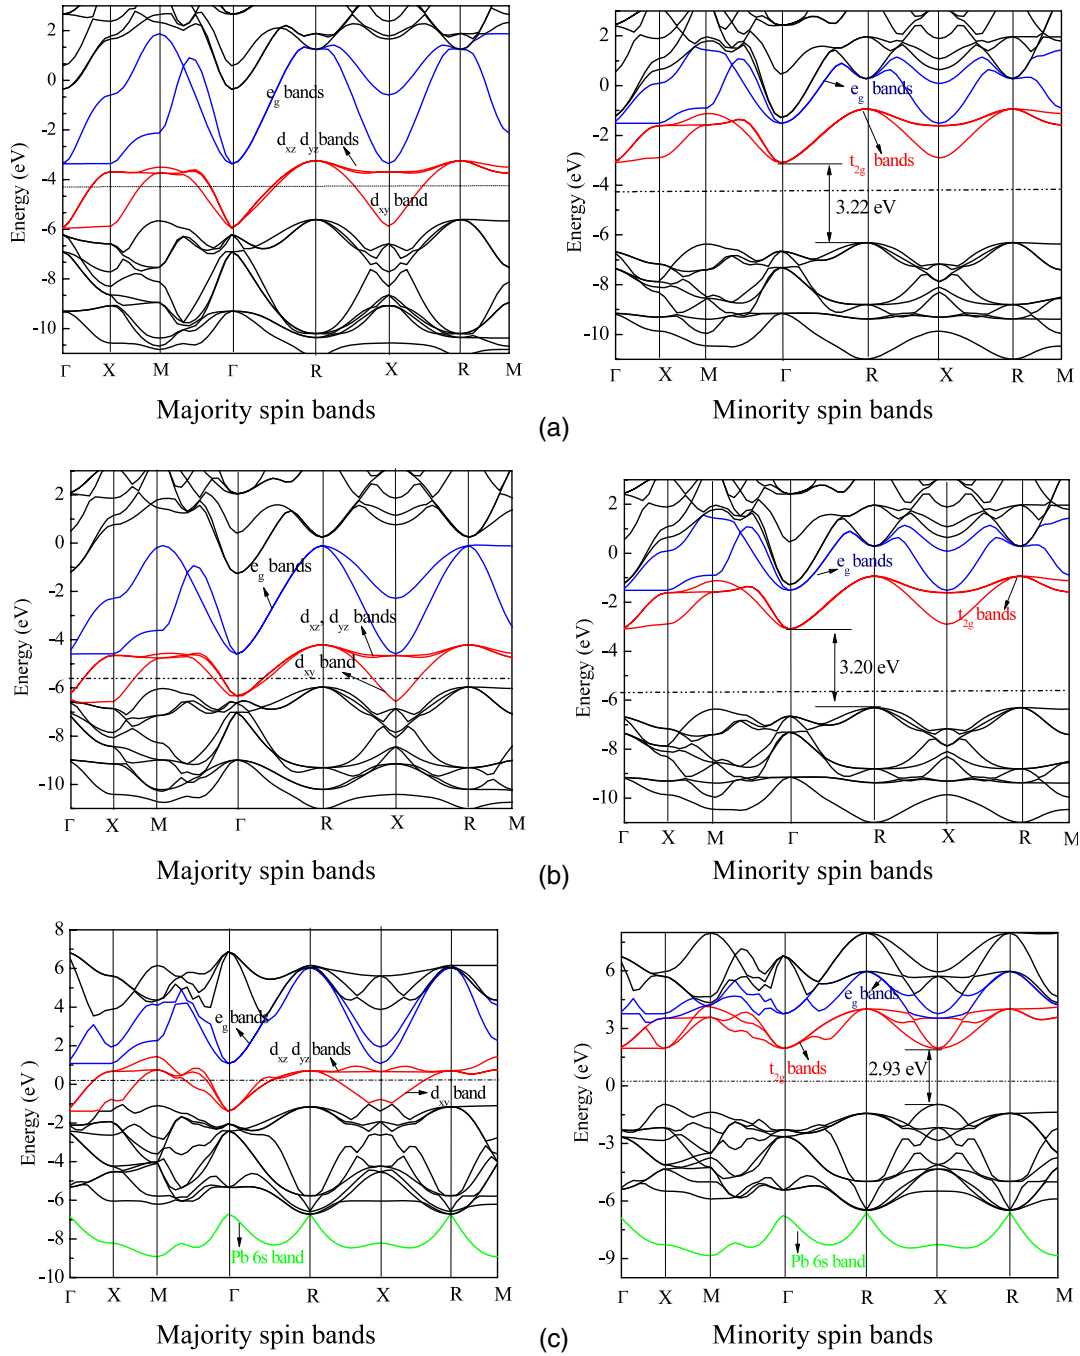 2
0
-2
-4
-6
-8
-10
Energy (eV)
e_g bands
d_xz d_yz bands
d_xy band
Γ X M Γ R X R M
Majority spin bands
2
0
-2
-4
-6
-8
-10
Energy (eV)
e_g bands
t_2g bands
3.22 eV
Γ X M Γ R X R M
Minority spin bands
(a)
2
0
-2
-4
-6
-8
-10
Energy (eV)
e_g bands
d_xz, d_yz bands
d_xy band
Γ X M Γ R X R M
Majority spin bands
2
0
-2
-4
-6
-8
-10
Energy (eV)
e_g bands
t_2g bands
3.20 eV
Γ X M Γ R X R M
Minority spin bands
(b)
8
6
4
2
0
-2
-4
-6
-8
-10
Energy (eV)
e_g bands
d_xz d_yz bands
d_xy band
Pb 6s band
Γ X M Γ R X R M
Majority spin bands
6
3
0
-3
-6
-9
Energy (eV)
e_g bands
t_2g bands
2.93 eV
Pb 6s band
Γ X M Γ R X R M
Minority spin bands
(c)